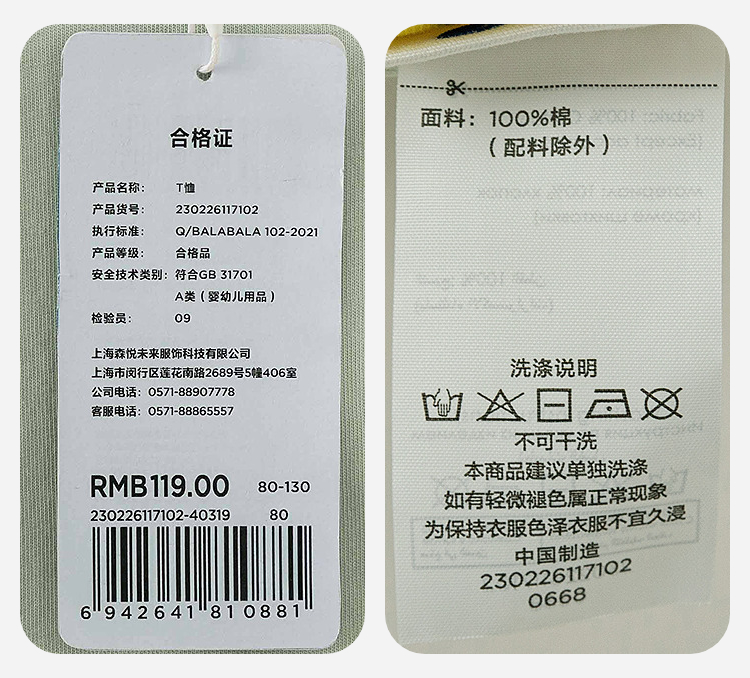 合格证
产品名称： T恤
产品货号： 230226117102
执行标准： Q/BALABALA 102-2021
产品等级： 合格品
安全技术类别： 符合GB 31701
A类（婴幼儿用品）
检验员： 09
上海森悦未来服饰科技有限公司
上海市闵行区莲花南路2689号5幢406室
公司电话： 0571-88907778
客服电话： 0571-88865557
RMB119.00 80-130
230226117102-40319 80
6 942641 810881
面料： 100%棉
（配料除外）
洗涤说明
不可干洗
本商品建议单独洗涤
如有轻微褪色属正常现象
为保持衣服色泽衣服不宜久浸
中国制造
230226117102
0668